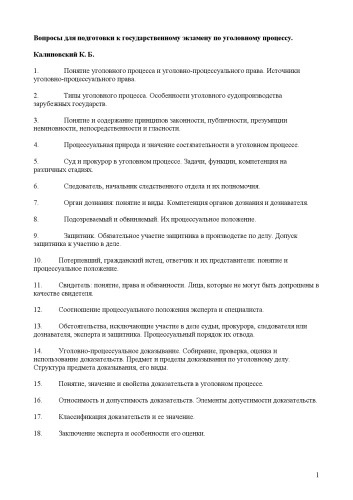 Вопросы для подготовки к государственному экзамену по уголовному процессу.
Калиновский К. Б.
1. Понятие уголовного процесса и уголовно-процессуального права. Источники
уголовно-процессуального права.
2. Типы уголовного процесса. Особенности уголовного судопроизводства
зарубежных государств.
3. Понятие и содержание принципов законности, публичности, презумпции
невиновности, непосредственности и гласности.
4. Процессуальная природа и значение состязательности в уголовном процессе.
5. Суд и прокурор в уголовном процессе. Задачи, функции, компетенция на
различных стадиях.
6. Следователь, начальник следственного отдела и их полномочия.
7. Орган дознания: понятие и виды. Компетенция органов дознания и дознавателя.
8. Подозреваемый и обвиняемый. Их процессуальное положение.
9. Защитник. Обязательное участие защитника в производстве по делу. Допуск
защитника к участию в деле.
10. Потерпевший, гражданский истец, ответчик и их представители: понятие и
процессуальное положение.
11. Свидетель: понятие, права и обязанности. Лица, которые не могут быть допрошены в
качестве свидетеля.
12. Соотношение процессуального положения эксперта и специалиста.
13. Обстоятельства, исключающие участие в деле судьи, прокурора, следователя или
дознавателя, эксперта и защитника. Процессуальный порядок их отвода.
14. Уголовно-процессуальное доказывание. Собирание, проверка, оценка и
использование доказательств. Предмет и пределы доказывания по уголовному делу.
Структура предмета доказывания, его виды.
15. Понятие, значение и свойства доказательств в уголовном процессе.
16. Относимость и допустимость доказательств. Элементы допустимости доказательств.
17. Классификация доказательств и ее значение.
18. Заключение эксперта и особенности его оценки.
1